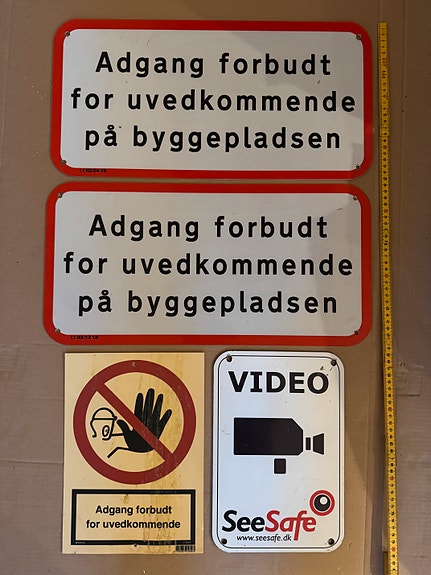 Adgang forbudt
for uvedkommende
på byggepladsen
Adgang forbudt
for uvedkommende
på byggepladsen
Adgang forbudt
for uvedkommende
VIDEO
SeeSafe
www.seesafe.dk